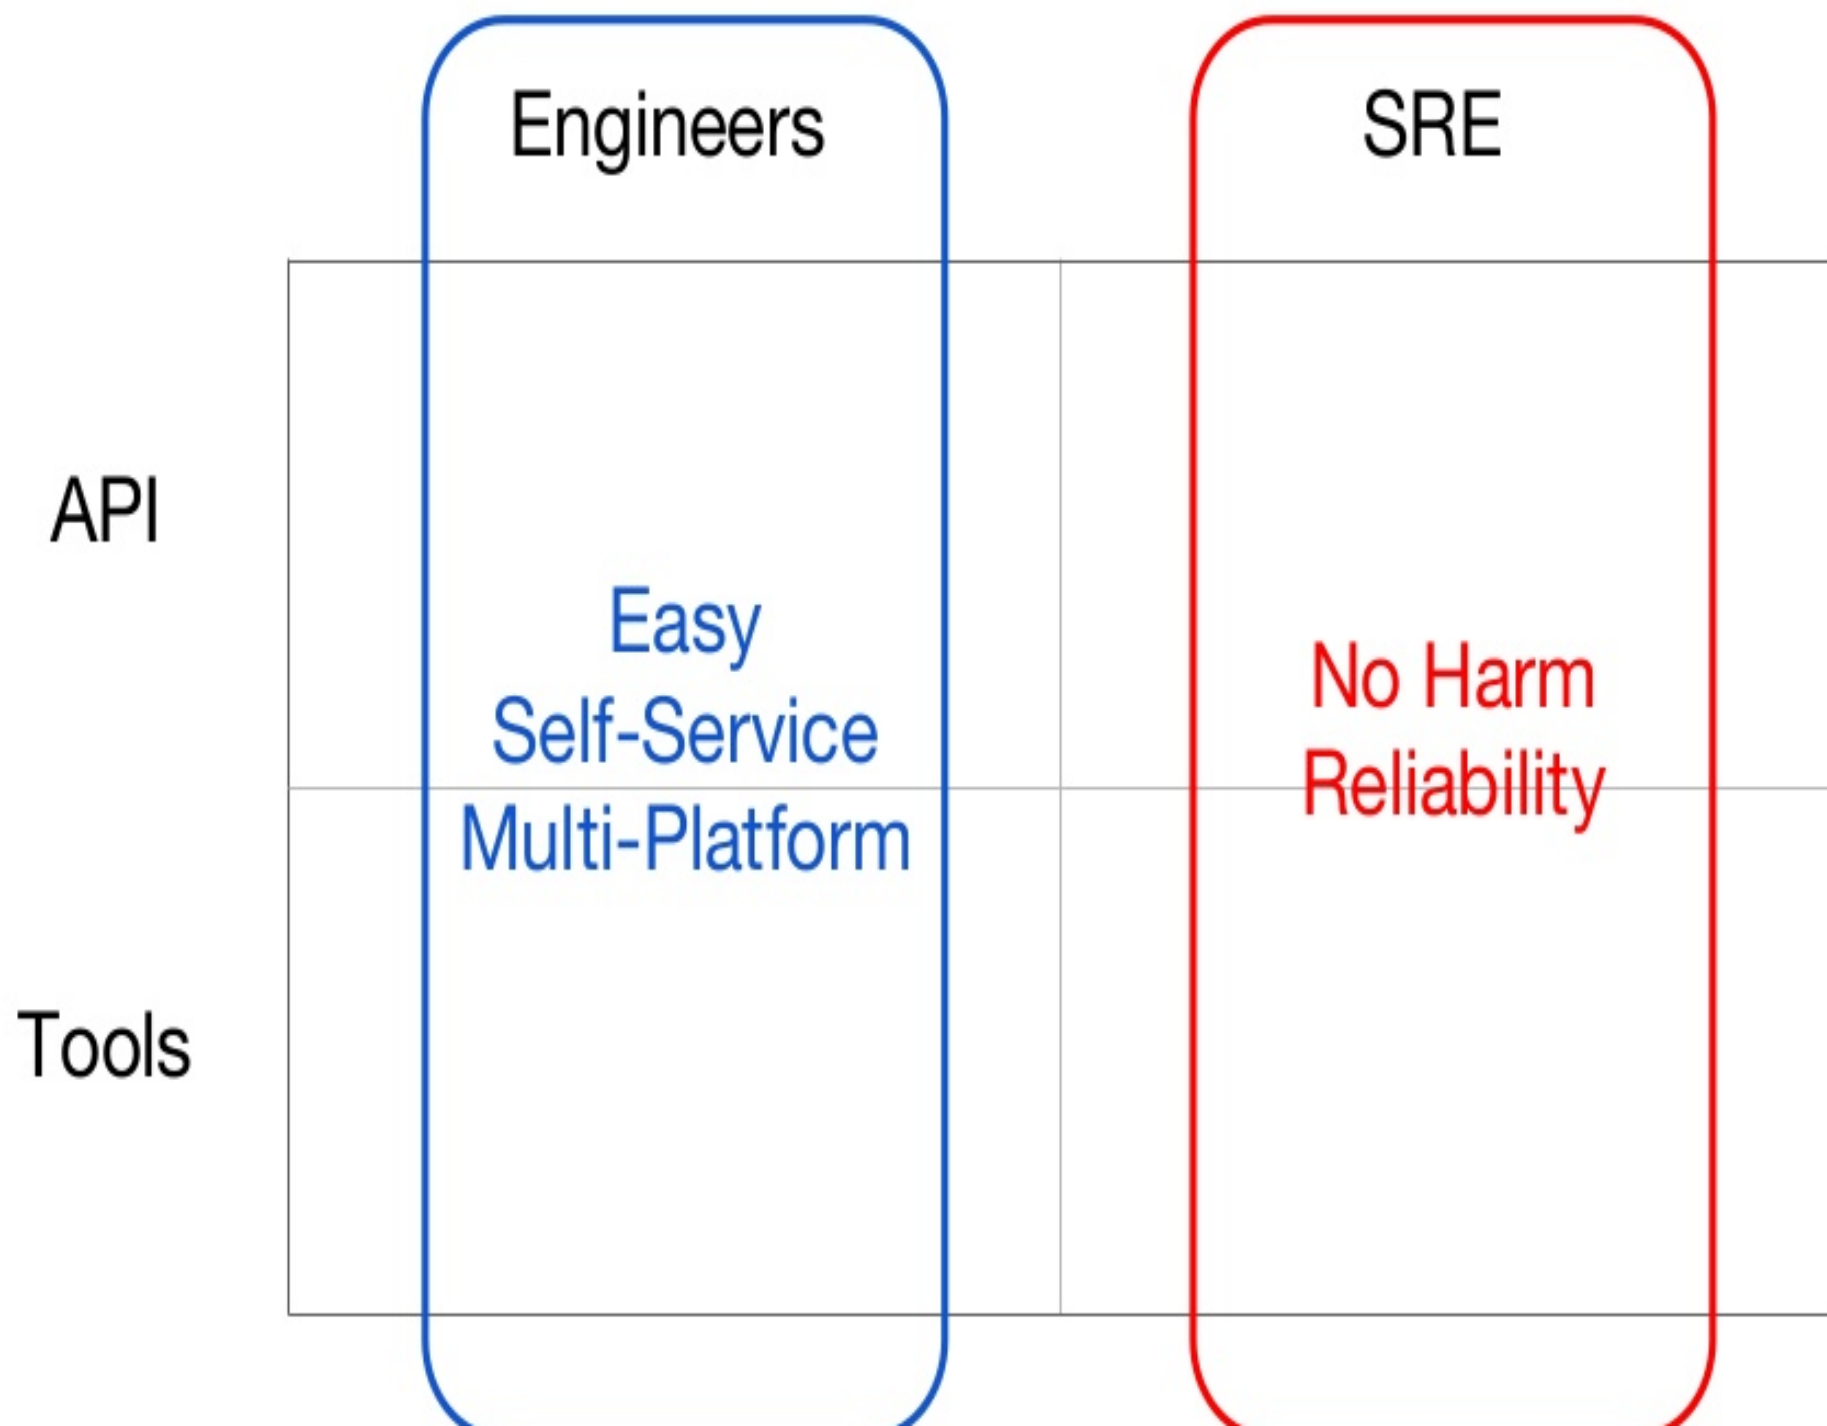 Engineers
SRE
API
Easy
Self-Service
Multi-Platform
No Harm
Reliability
Tools